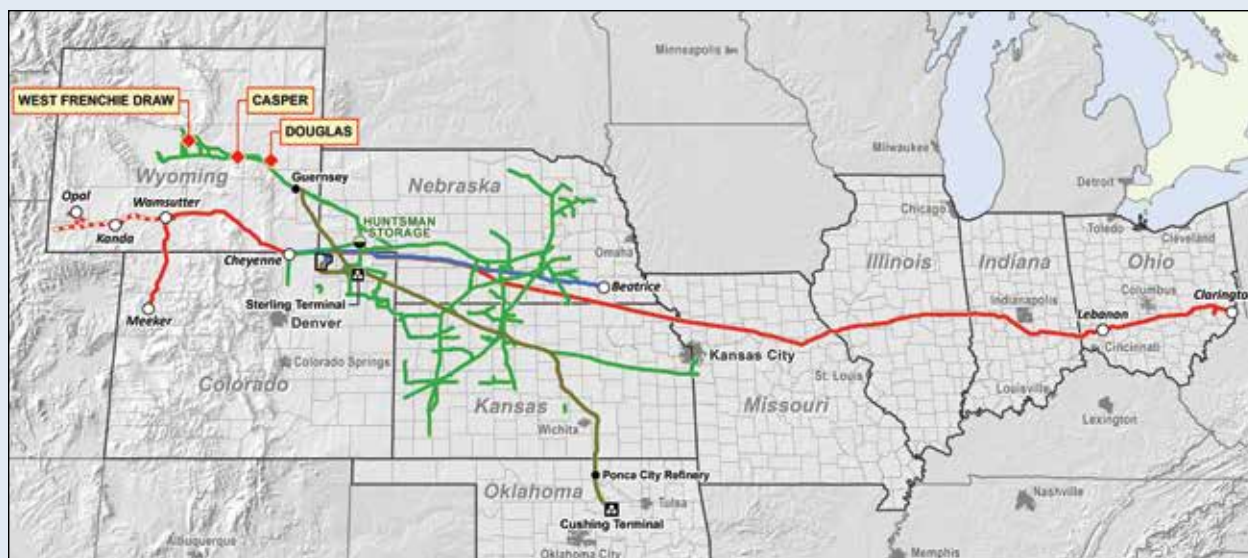 Minneapolis
WEST FRENCHIE DRAW
CASPER
DOUGLAS
Milwaukee
Wyoming
Guernsey
Nebraska
Detroit
Opal
Wamsutter
Kanda
HUNTSMAN
STORAGE
Omaha
Chicago
Toledo
Cleveland
Cheyenne
Illinois
Indiana
Ohio
Sterling Terminal
Beatrice
Indianapolis
Columbus
Clarington
Meeker
Denver
Lebanon
Cincinnati
Kansas City
Colorado Springs
Colorado
St. Louis
Louisville
Kansas
Missouri
Lexington
Wichita
Ponca City Refinery
Oklahoma
Tulsa
Nashville
Cushing Terminal
Albuquerque
Oklahoma City
Memphis